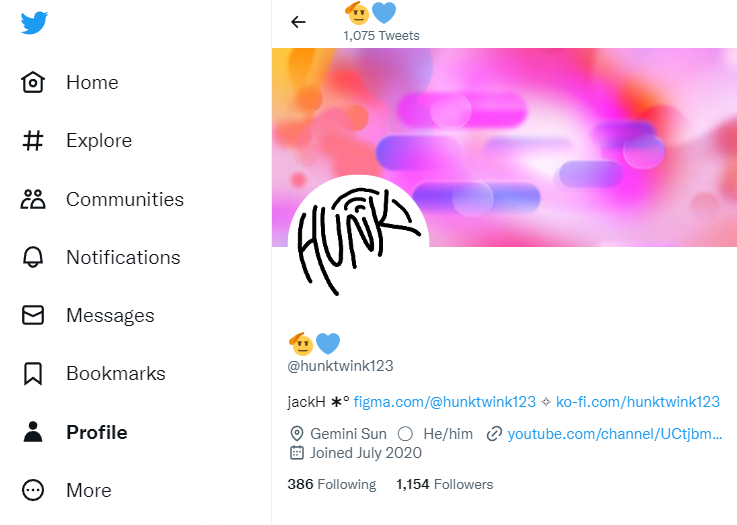 Home
Explore
Communities
Notifications
Messages
Bookmarks
Profile
More
🫡💙
1,075 Tweets
HUNK
🫡💙
@hunktwink123
jackH ∗° figma.com/@hunktwink123 ✧ ko-fi.com/hunktwink123
Gemini Sun He/him youtube.com/channel/UCtjbm...
Joined July 2020
386 Following 1,154 Followers